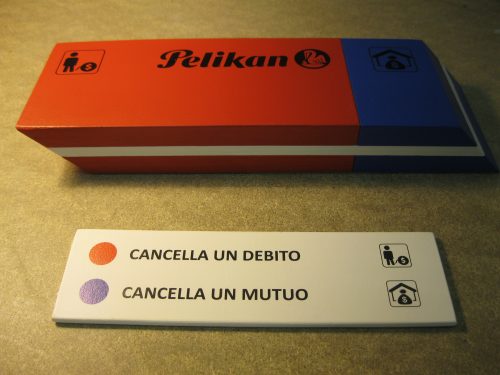 Pelikan
CANCELLA UN DEBITO
CANCELLA UN MUTUO